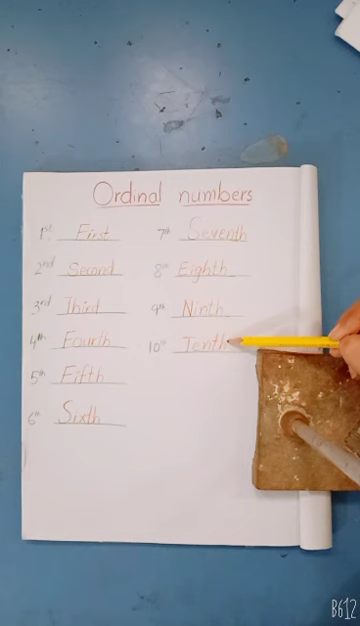 Ordinal numbers
1st First
2nd Second
3rd Third
4th Fourth
5th Fifth
6th Sixth
7th Seventh
8th Eighth
9th Ninth
10th Tenth
B612